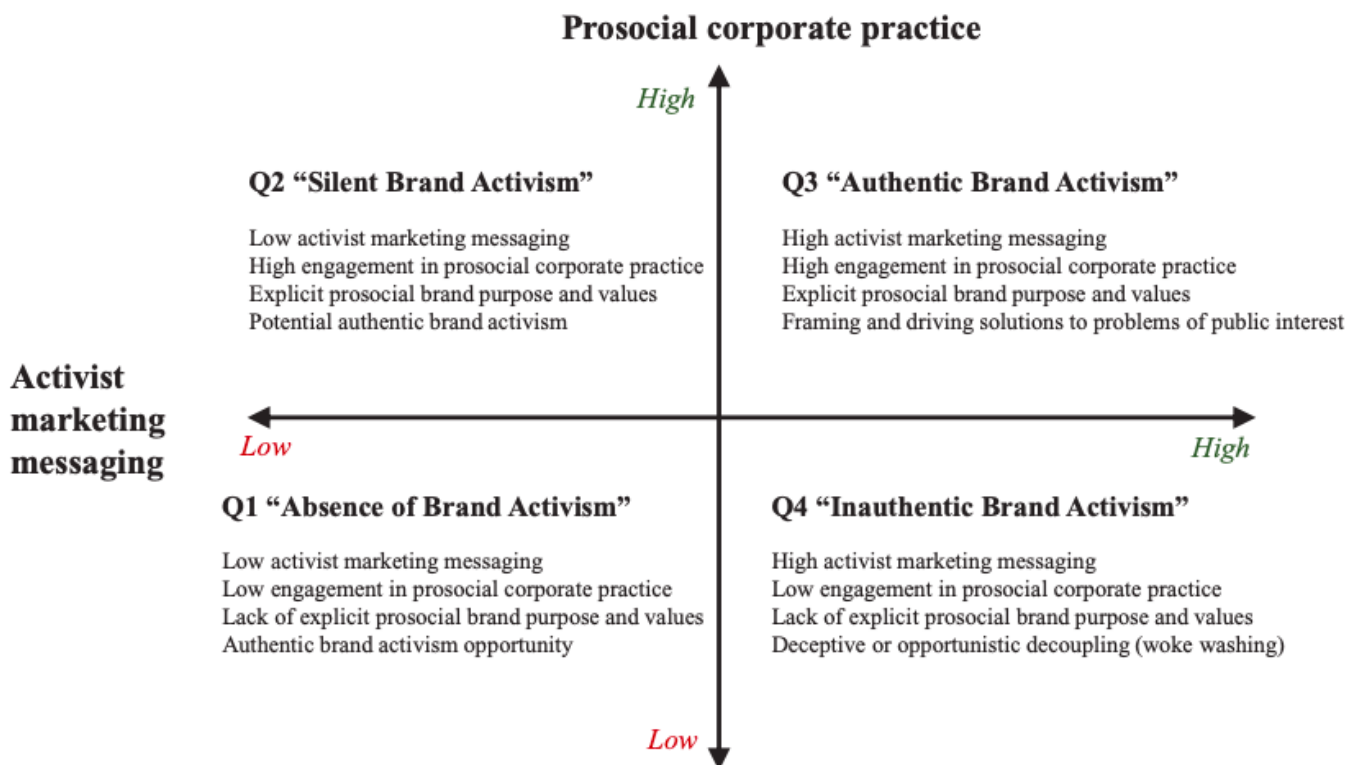 Prosocial corporate practice
High
Q2 “Silent Brand Activism”
Low activist marketing messaging
High engagement in prosocial corporate practice
Explicit prosocial brand purpose and values
Potential authentic brand activism
Q3 “Authentic Brand Activism”
High activist marketing messaging
High engagement in prosocial corporate practice
Explicit prosocial brand purpose and values
Framing and driving solutions to problems of public interest
Activist
marketing
messaging
Low
High
Q1 “Absence of Brand Activism”
Low activist marketing messaging
Low engagement in prosocial corporate practice
Lack of explicit prosocial brand purpose and values
Authentic brand activism opportunity
Q4 “Inauthentic Brand Activism”
High activist marketing messaging
Low engagement in prosocial corporate practice
Lack of explicit prosocial brand purpose and values
Deceptive or opportunistic decoupling (woke washing)
Low